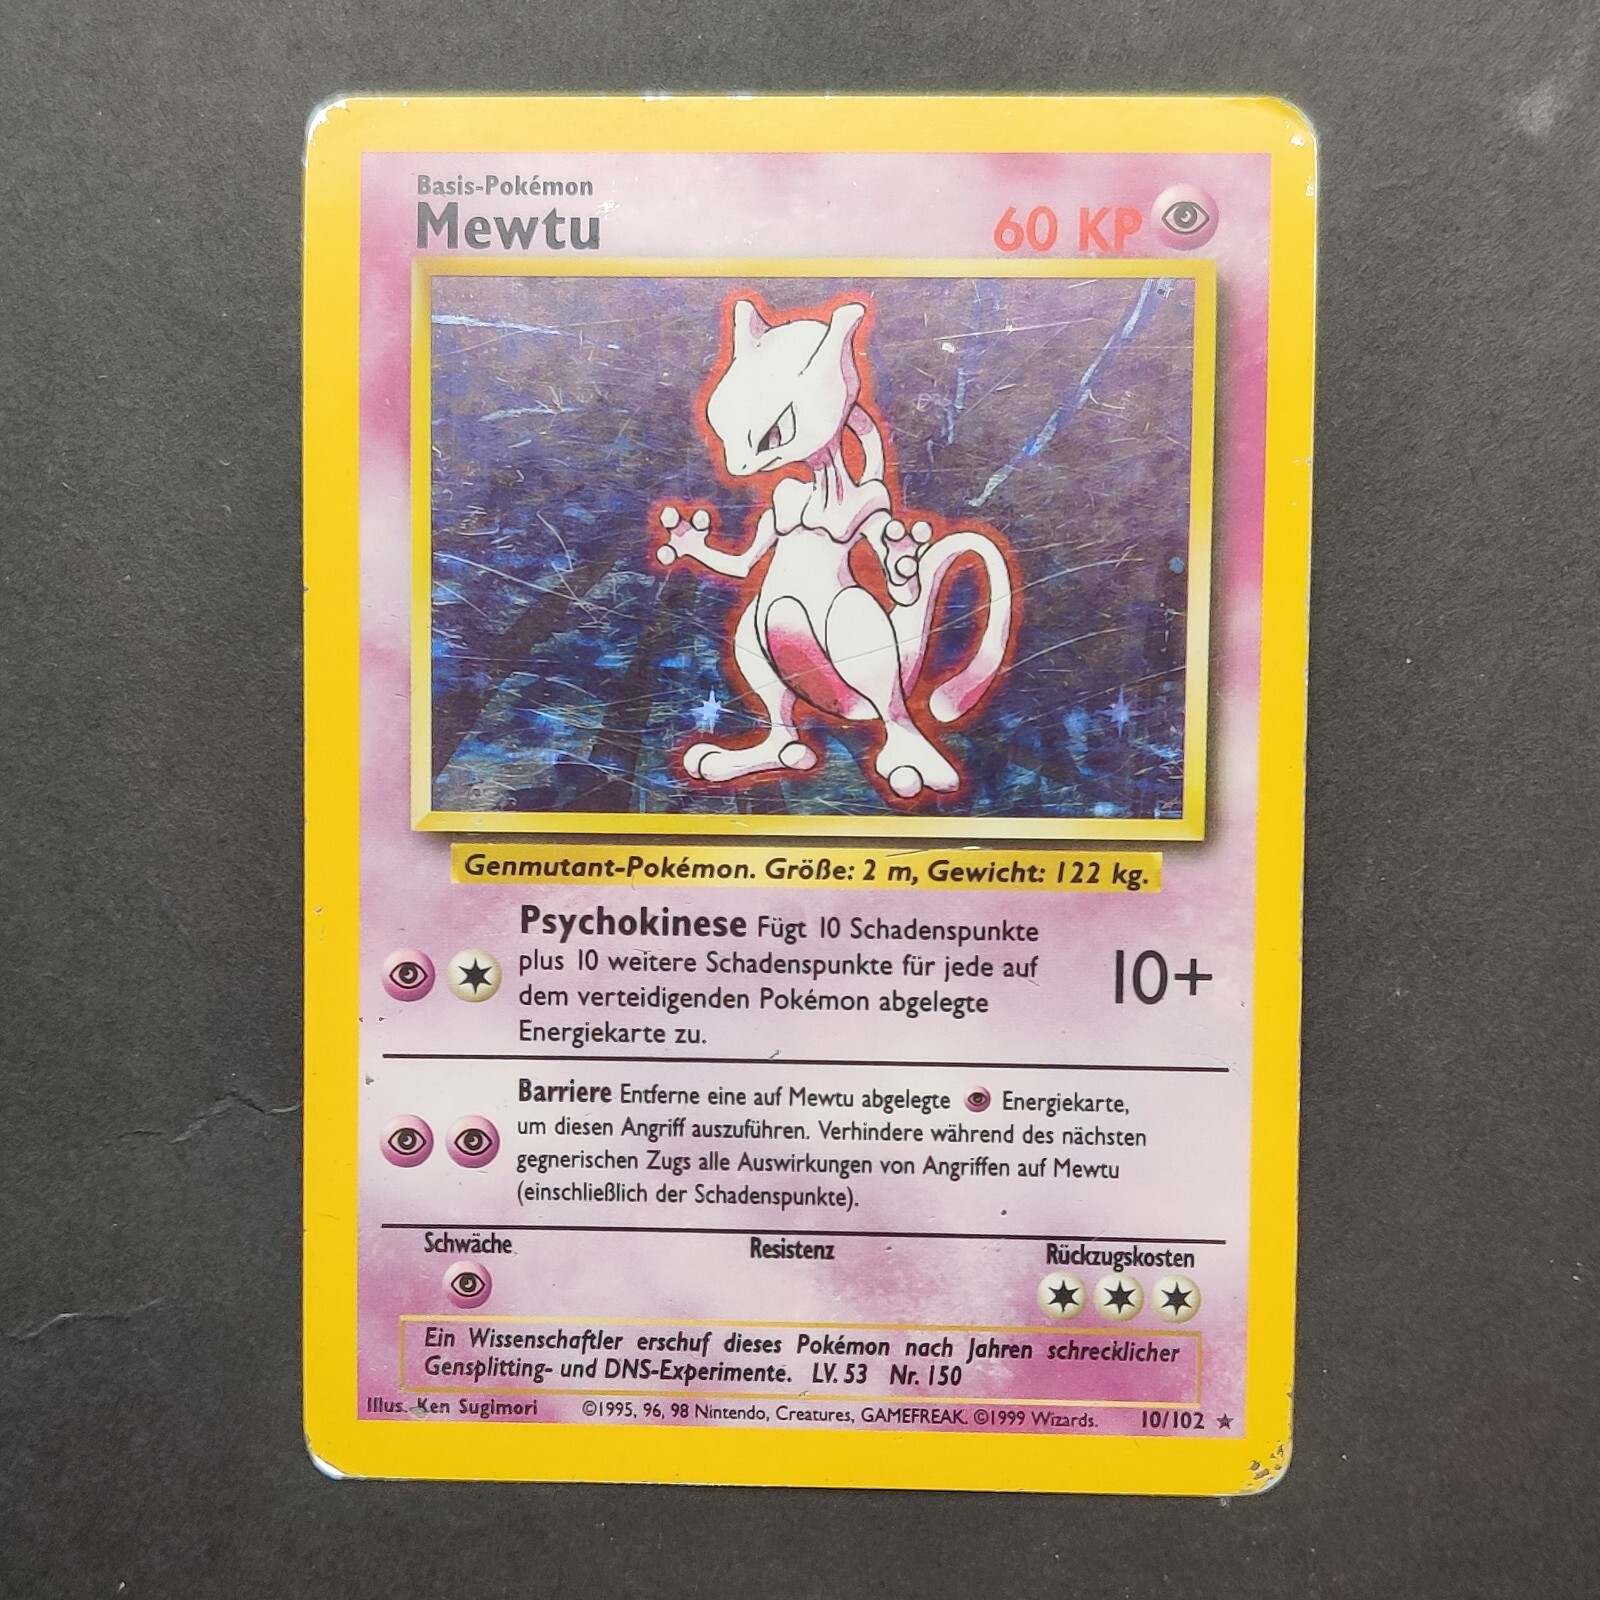 Basis-Pokémon
Mewtu
60 KP
Genmutant-Pokémon. Größe: 2 m, Gewicht: 122 kg.
Psychokinese Fügt 10 Schadenspunkte
plus 10 weitere Schadenspunkte für jede auf
dem verteidigenden Pokémon abgelegte
Energiekarte zu.
10+
Barriere Entferne eine auf Mewtu abgelegte Energiekarte,
um diesen Angriff auszuführen. Verhindere während des nächsten
gegnerischen Zugs alle Auswirkungen von Angriffen auf Mewtu
(einschließlich der Schadenspunkte).
Schwäche
Resistenz
Rückzugskosten
Ein Wissenschaftler erschuf dieses Pokémon nach Jahren schrecklicher
Gensplitting- und DNS-Experimente. LV. 53 Nr. 150
Illus. Ken Sugimori ©1995, 96, 98 Nintendo, Creatures, GAMEFREAK. ©1999 Wizards. 10/102 ★